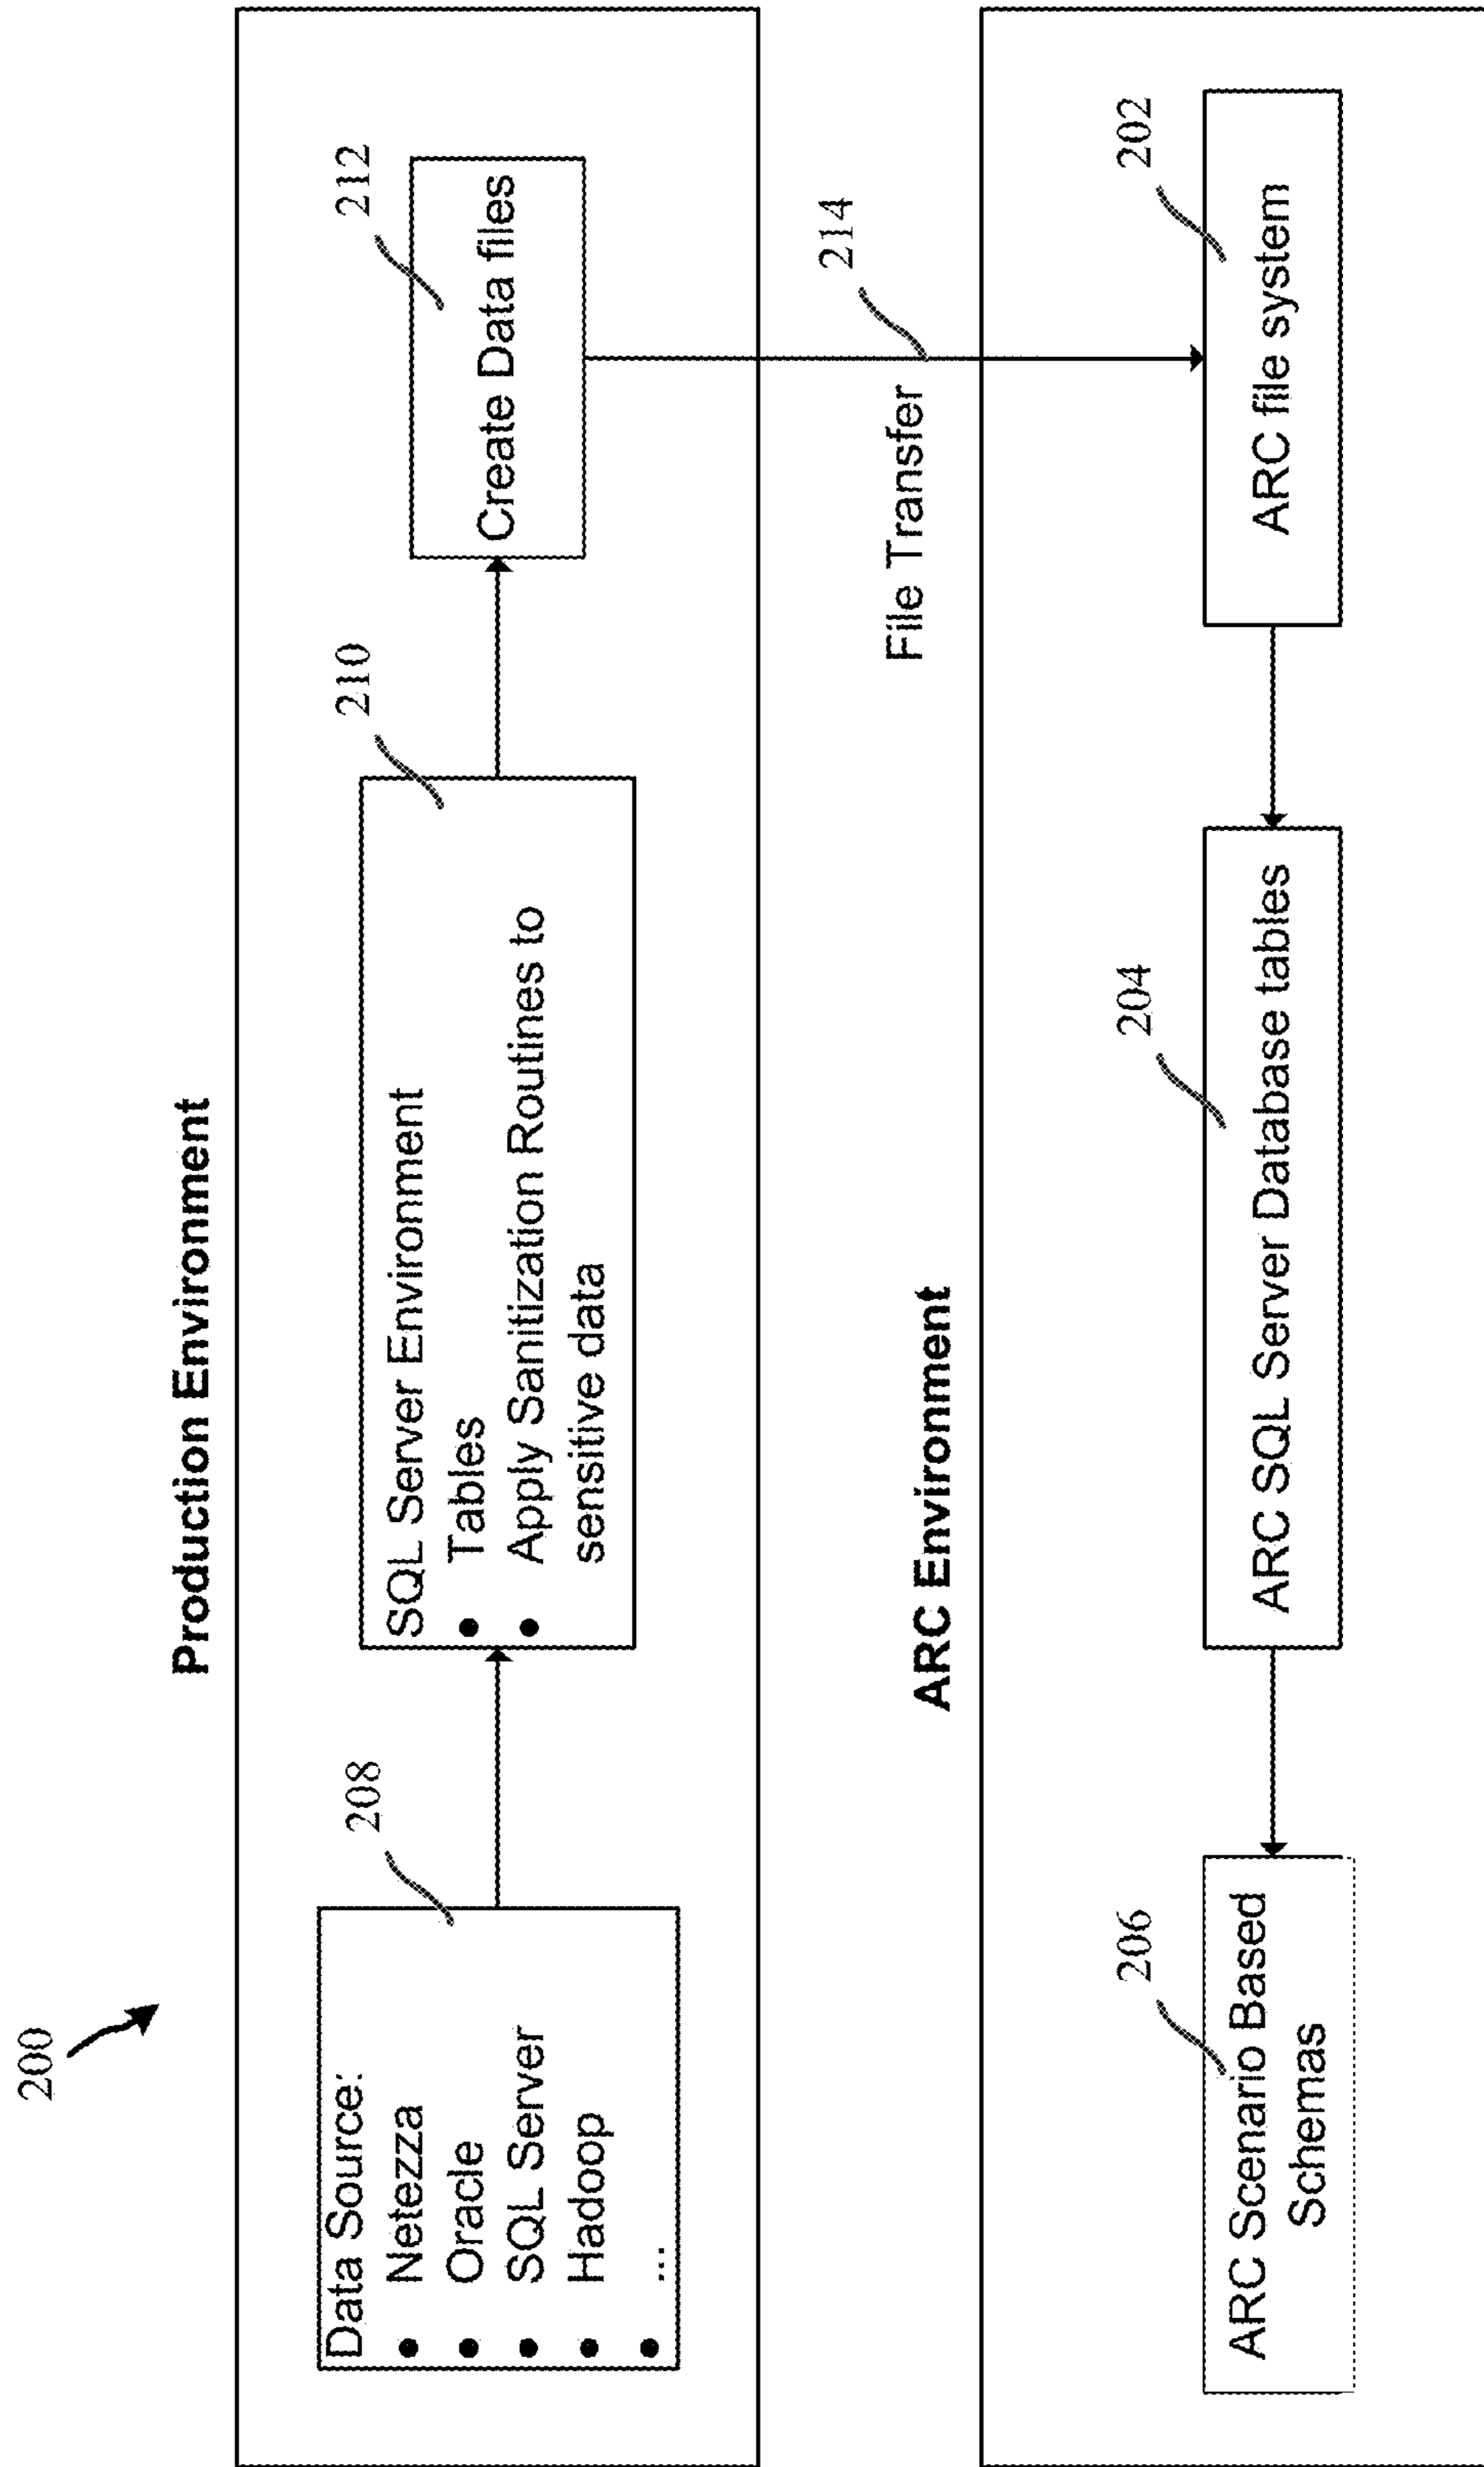 200
Production Environment
208
Data Source:
● Netezza
● Oracle
● SQL Server
● Hadoop
● ...
210
SQL Server Environment
● Tables
● Apply Sanitization Routines to
sensitive data
212
Create Data files
214
File Transfer
ARC Environment
206
ARC Scenario Based
Schemas
204
ARC SQL Server Database tables
202
ARC file system